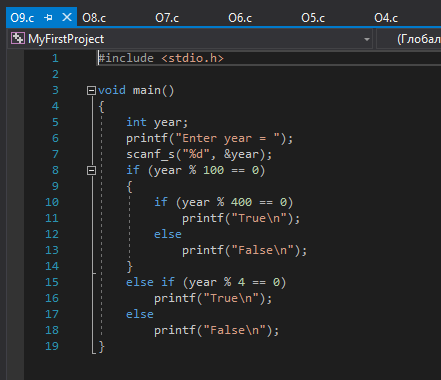 O9.c O8.c O7.c O6.c O5.c O4.c
MyFirstProject (Глобал
1 #include <stdio.h>
2
3 void main()
4 {
5 int year;
6 printf("Enter year = ");
7 scanf_s("%d", &year);
8 if (year % 100 == 0)
9 {
10 if (year % 400 == 0)
11 printf("True\n");
12 else
13 printf("False\n");
14 }
15 else if (year % 4 == 0)
16 printf("True\n");
17 else
18 printf("False\n");
19 }